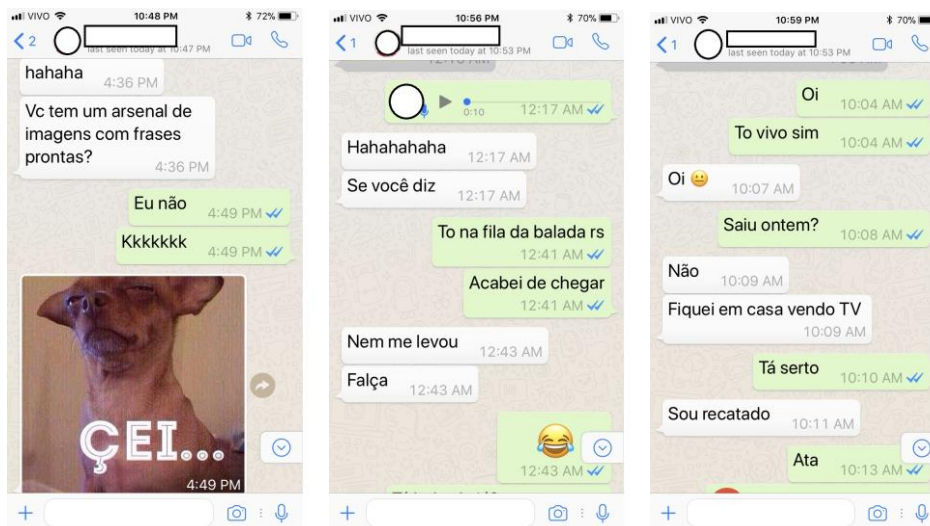 VIVO 10:48 PM 72%
2
last seen today at 10:47 PM
hahaha
4:36 PM
Vc tem um arsenal de
imagens com frases
prontas?
4:36 PM
Eu não
4:49 PM
Kkkkkkk
4:49 PM
ÇEI...
4:49 PM
VIVO 10:56 PM 70%
1
last seen today at 10:53 PM
0:10 12:17 AM
Hahahahaha
12:17 AM
Se você diz
12:17 AM
To na fila da balada rs
12:41 AM
Acabei de chegar
12:41 AM
Nem me levou
12:43 AM
Falça
12:43 AM
12:43 AM
VIVO 10:59 PM 70%
1
last seen today at 10:53 PM
Oi
10:04 AM
To vivo sim
10:04 AM
Oi 😐
10:07 AM
Saiu ontem?
10:08 AM
Não
10:09 AM
Fiquei em casa vendo TV
10:09 AM
Tá serto
10:10 AM
Sou recatado
10:11 AM
Ata
10:13 AM